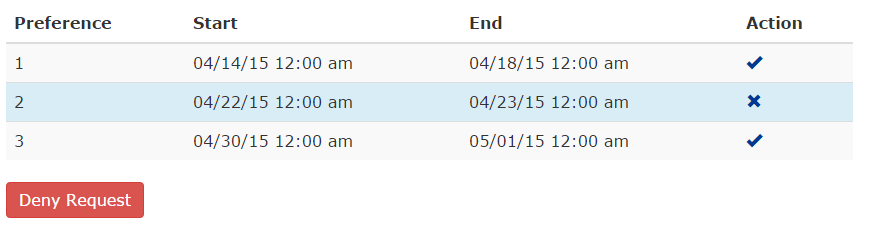 Preference Start End Action
1 04/14/15 12:00 am 04/18/15 12:00 am
2 04/22/15 12:00 am 04/23/15 12:00 am
3 04/30/15 12:00 am 05/01/15 12:00 am
Deny Request